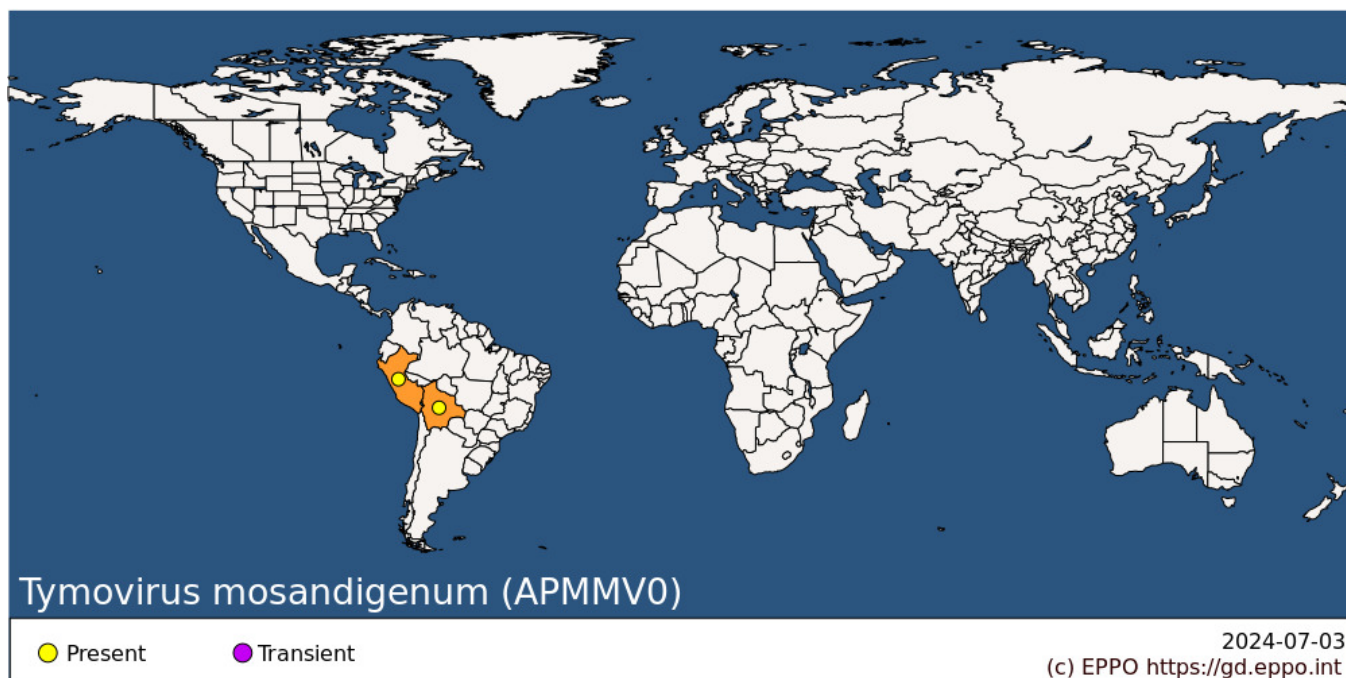 Tymovirus mosandigenum (APMMV0)
Present
Transient
2024-07-03
(c) EPPO https://gd.eppo.int